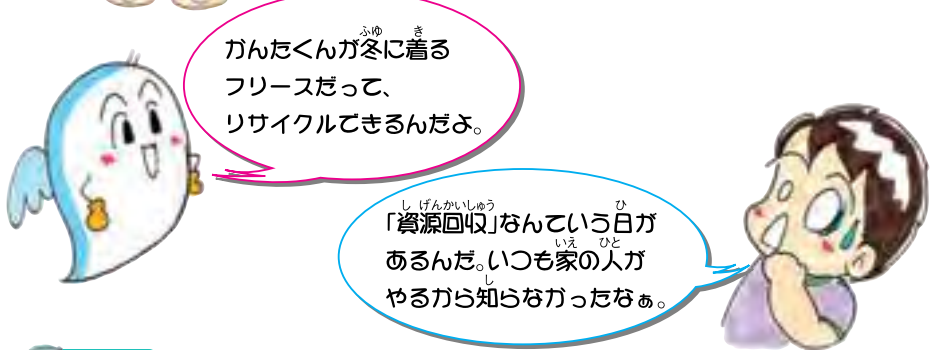 かんたくんが冬に着る
フリースだって、
リサイクルできるんだよ。
「資源回収」なんていう日が
あるんだ。いつも家の人が
やるから知らなかったなぁ。